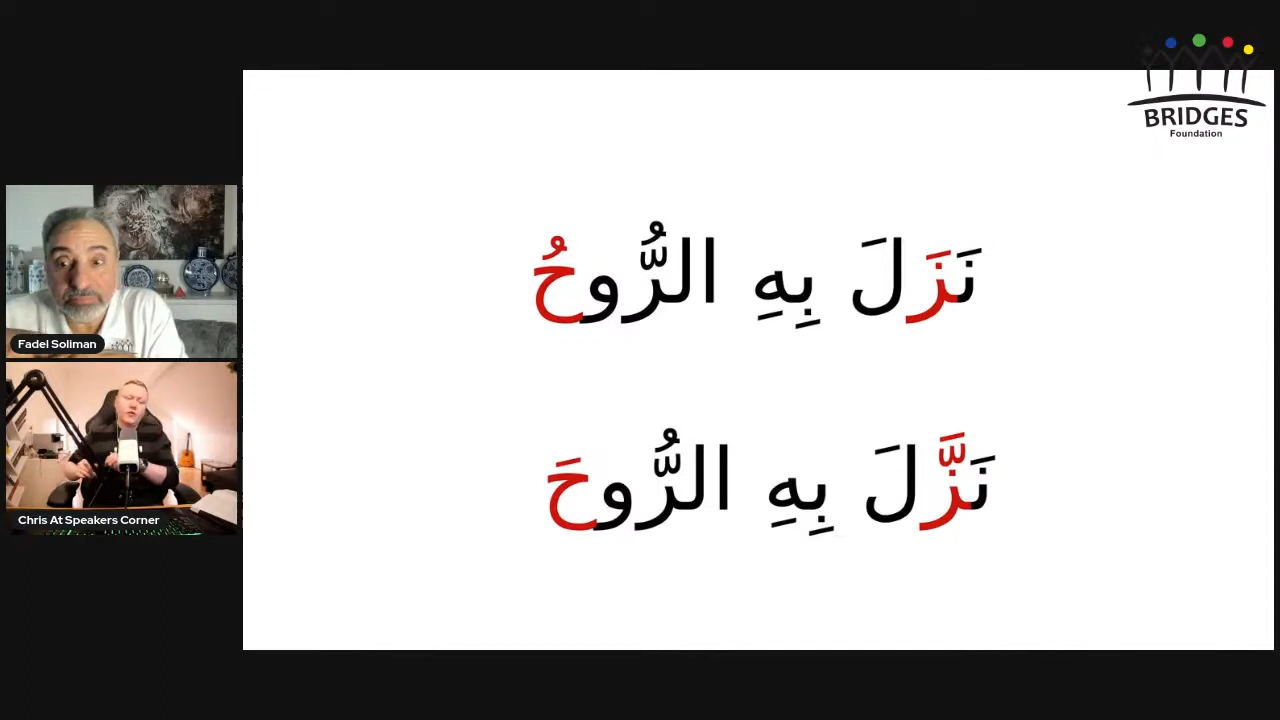 BRIDGES
Foundation
نَزَلَ بِهِ الرُّوحُ
نَزَّلَ بِهِ الرُّوحَ
Fadel Soliman
Chris At Speakers Corner